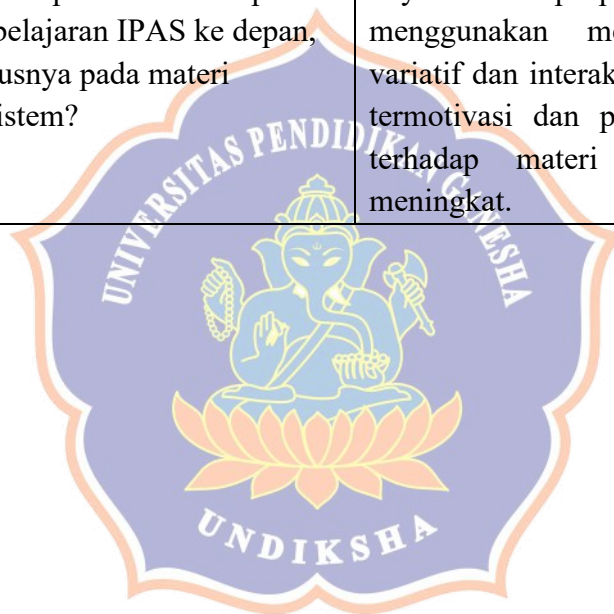 belajaran IPAS ke depan,
usnya pada materi
istem?
menggunakan
variatif dan
termotivasi dan
terhadap materi
meningkat.
UNIVERSITAS PENDIDIKAN GANESHA
UNDIKSHA